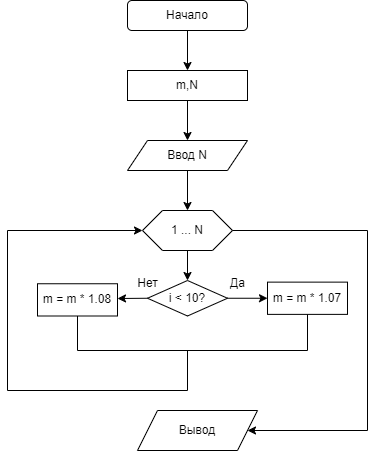 Начало
m,N
Ввод N
1 ... N
Нет
Да
m = m * 1.08
i < 10?
m = m * 1.07
Вывод